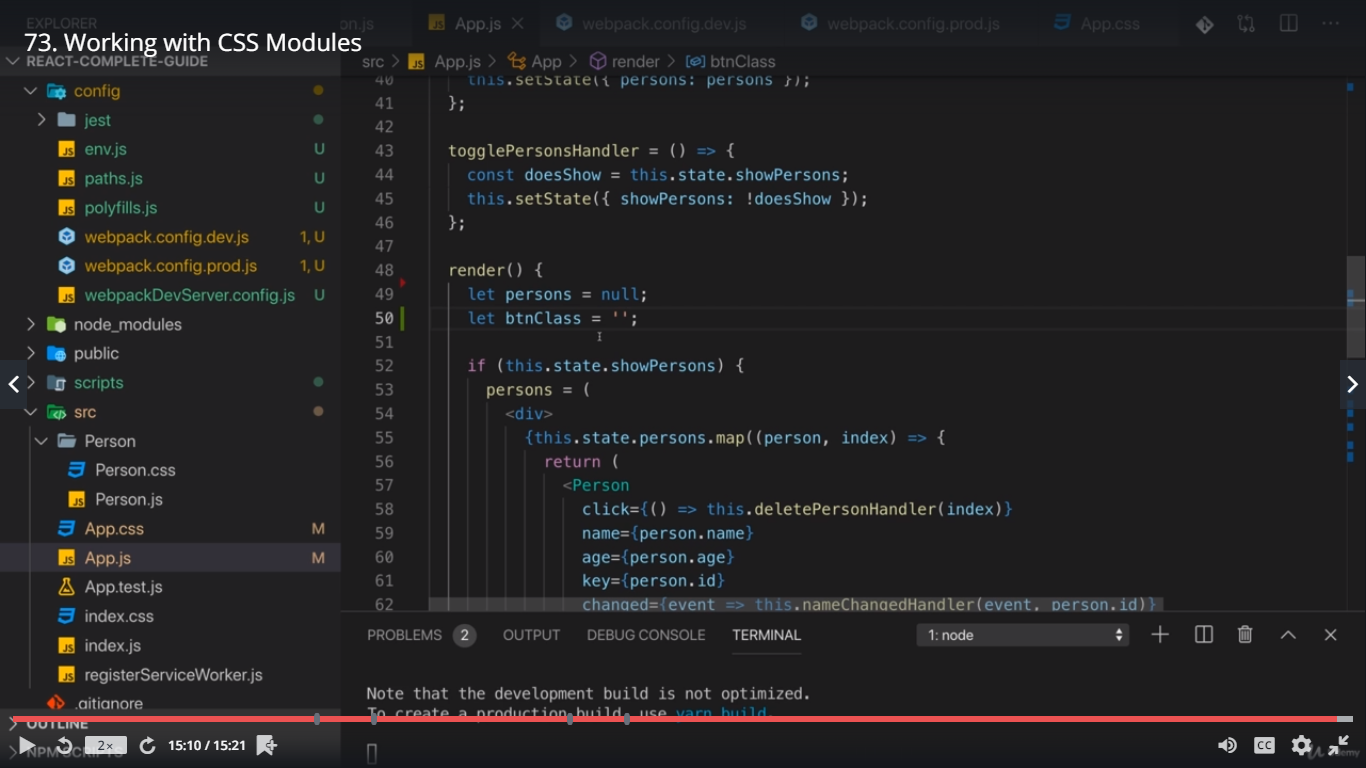 EXPLORER
on.js
App.js
webpack.config.dev.js
webpack.config.prod.js
App.css
73. Working with CSS Modules
REACT-COMPLETE-GUIDE
src > App.js > App > render > btnClass
config
jest
env.js U
paths.js U
polyfills.js U
webpack.config.dev.js 1, U
webpack.config.prod.js 1, U
webpackDevServer.config.js U
node_modules
public
scripts
src
Person
Person.css
Person.js
App.css M
App.js M
App.test.js
index.css
index.js
registerServiceWorker.js
.gitignore
OUTLINE
NPM SCRIPTS
40 this.setState({ persons: persons });
41 };
42
43 togglePersonsHandler = () => {
44 const doesShow = this.state.showPersons;
45 this.setState({ showPersons: !doesShow });
46 };
47
48 render() {
49 let persons = null;
50 let btnClass = '';
51
52 if (this.state.showPersons) {
53 persons = (
54 <div>
55 {this.state.persons.map((person, index) => {
56 return (
57 <Person
58 click={() => this.deletePersonHandler(index)}
59 name={person.name}
60 age={person.age}
61 key={person.id}
62 changed={event => this.nameChangedHandler(event, person.id)}
PROBLEMS 2 OUTPUT DEBUG CONSOLE TERMINAL 1: node
Note that the development build is not optimized.
To create a production build, use yarn build.
2x 15:10 / 15:21 CC